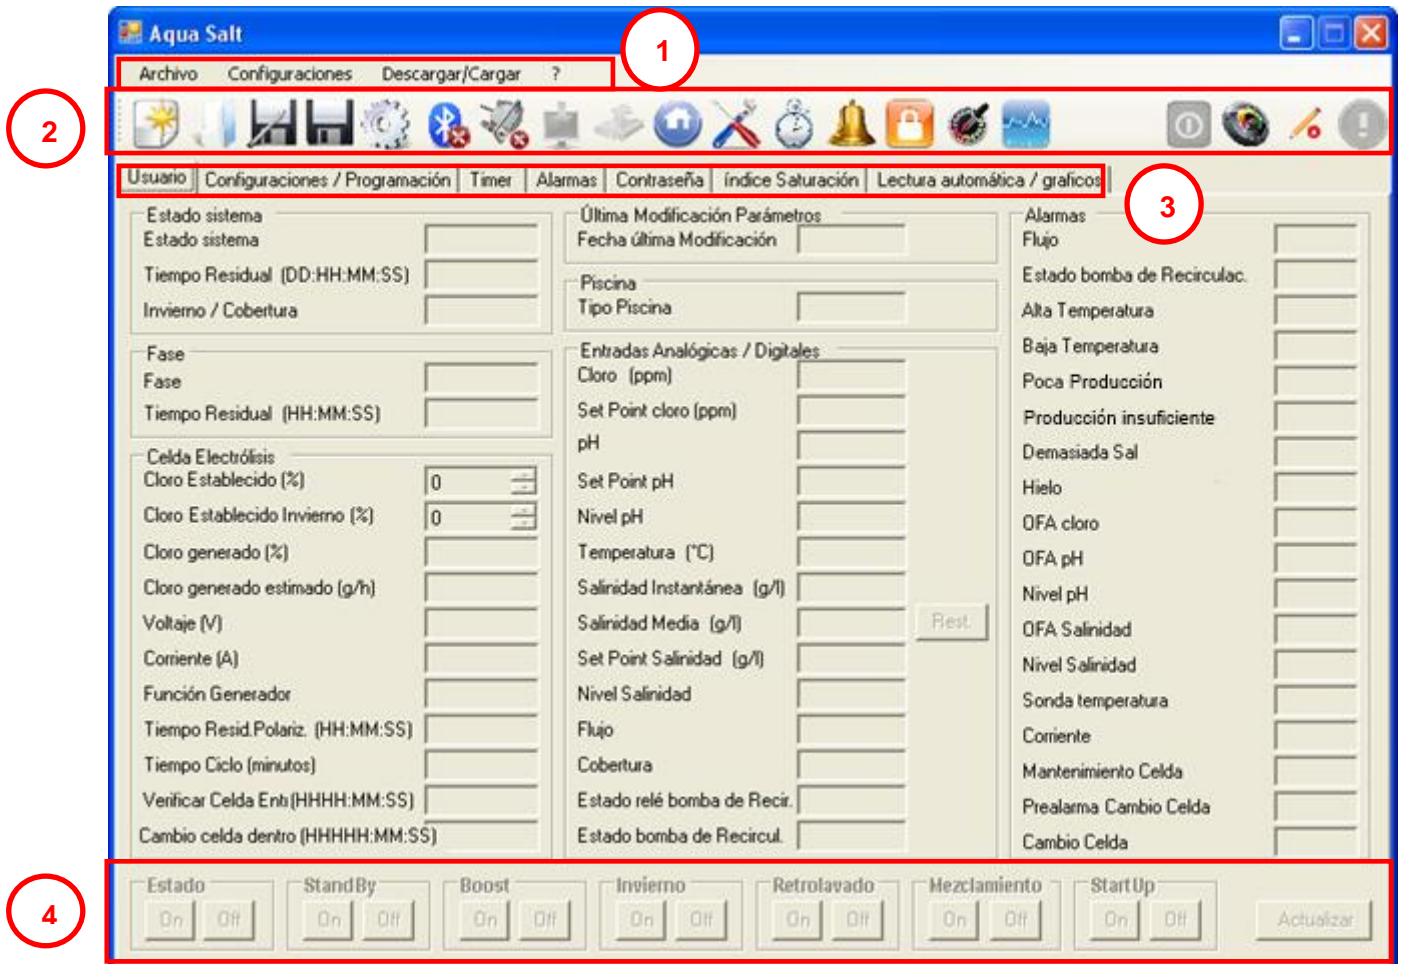 Aqua Salt
1
Archivo Configuraciones Descargar/Cargar ?
2
Usuario Configuraciones / Programación Timer Alarmas Contraseña índice Saturación Lectura automática / graficos
3
Estado sistema
Estado sistema
Tiempo Residual (DD:HH:MM:SS)
Invierno / Cobertura
Fase
Fase
Tiempo Residual (HH:MM:SS)
Celda Electrólisis
Cloro Establecido (%) 0
Cloro Establecido Invierno (%) 0
Cloro generado (%)
Cloro generado estimado (g/h)
Voltaje (V)
Corriente (A)
Función Generador
Tiempo Resid.Polariz. (HH:MM:SS)
Tiempo Ciclo (minutos)
Verificar Celda Entr(HHHH:MM:SS)
Cambio celda dentro (HHHHH:MM:SS)
Última Modificación Parámetros
Fecha última Modificación
Piscina
Tipo Piscina
Entradas Analógicas / Digitales
Cloro (ppm)
Set Point cloro (ppm)
pH
Set Point pH
Nivel pH
Temperatura (°C)
Salinidad Instantánea (g/l)
Salinidad Media (g/l) Rest.
Set Point Salinidad (g/l)
Nivel Salinidad
Flujo
Cobertura
Estado relé bomba de Recir.
Estado bomba de Recircul.
Alarmas
Flujo
Estado bomba de Recirculac.
Alta Temperatura
Baja Temperatura
Poca Producción
Producción insuficiente
Demasiada Sal
Hielo
OFA cloro
OFA pH
Nivel pH
OFA Salinidad
Nivel Salinidad
Sonda temperatura
Corriente
Mantenimiento Celda
Prealarma Cambio Celda
Cambio Celda
4
Estado StandBy Boost Invierno Retrolavado Mezclamiento StartUp
On Off On Off On Off On Off On Off On Off On Off Actualizar